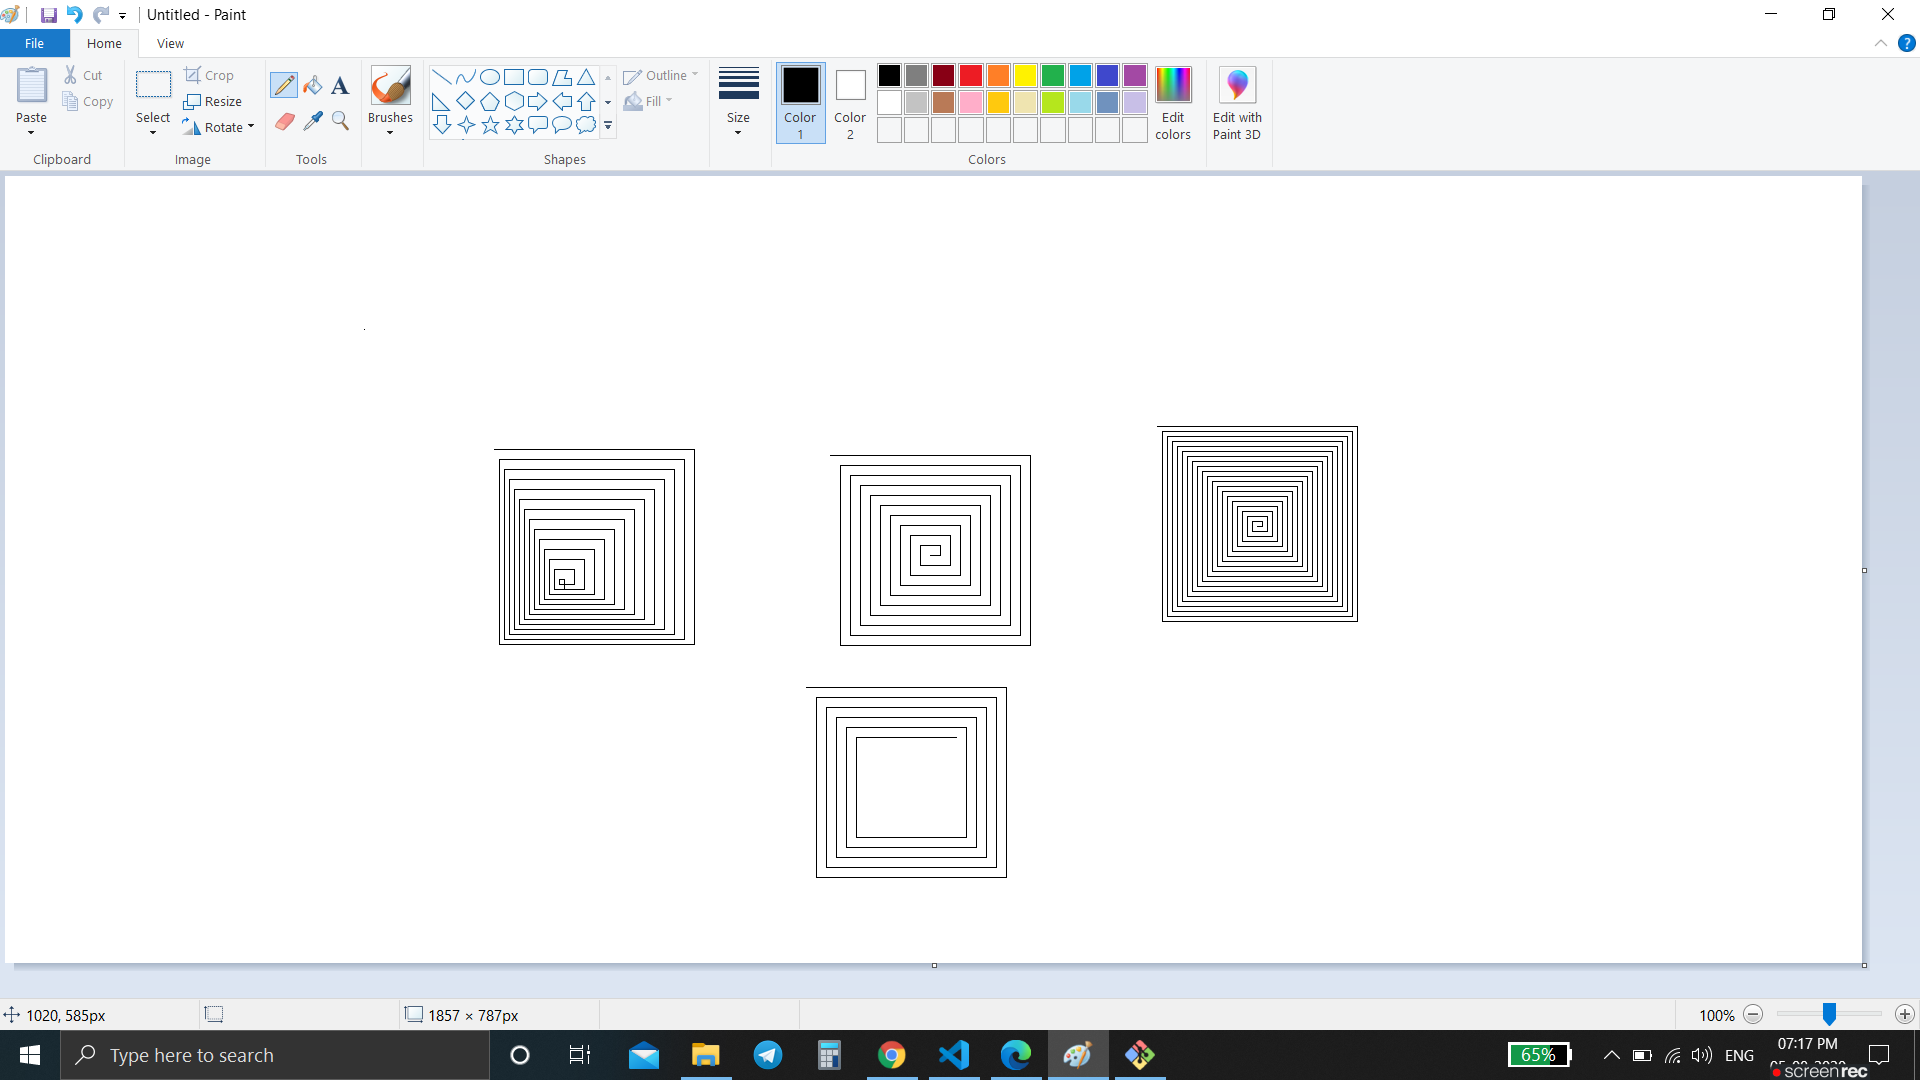 Untitled - Paint
File Home View
Paste
Cut
Copy
Clipboard
Select
Crop
Resize
Rotate
Image
A
Tools
Brushes
Shapes
Outline
Fill
Size
Color 1
Color 2
Colors
Edit colors
Edit with Paint 3D
1020, 585px
1857 × 787px
100%
Type here to search
65%
ENG
07:17 PM
screenrec